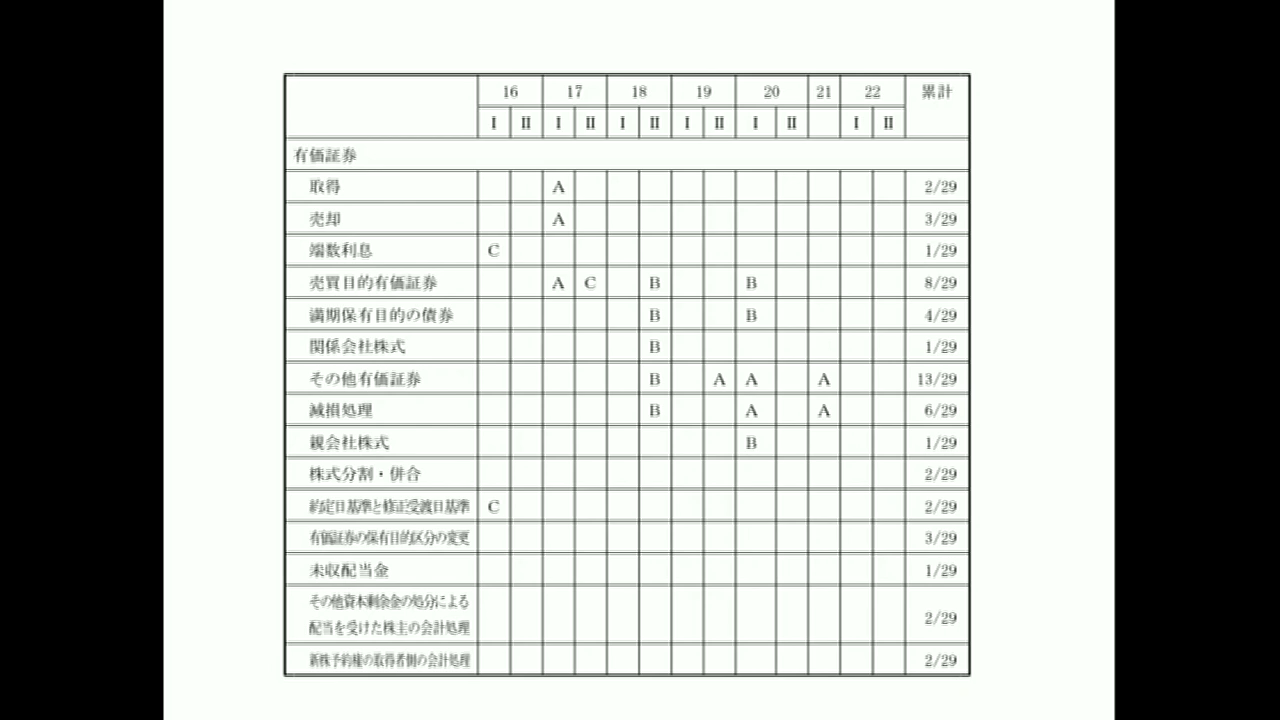 16 17 18 19 20 21 22 累計
I II I II I II I II I II I II
有価証券
取得 A 2/29
売却 A 3/29
端数利息 C 1/29
売買目的有価証券 A C B B 8/29
満期保有目的の債券 B B 4/29
関係会社株式 B 1/29
その他有価証券 B A A A 13/29
減損処理 B A A 6/29
親会社株式 B 1/29
株式分割・併合 2/29
約定日基準と修正受渡日基準 C 2/29
有価証券の保有目的区分の変更 3/29
未収配当金 1/29
その他資本剰余金の処分による
配当を受けた株主の会計処理 2/29
新株予約権の取得者側の会計処理 2/29